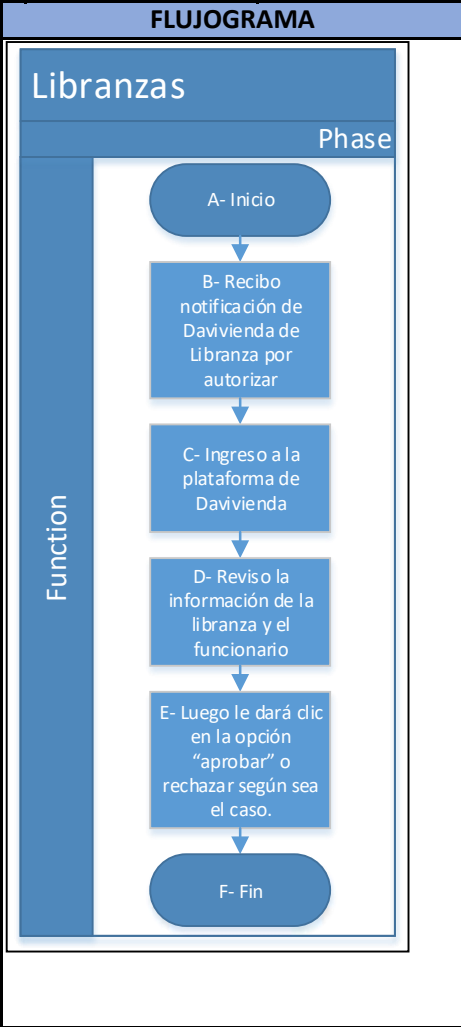 FLUJOGRAMA
Libranzas
Phase
Function
A- Inicio
B- Recibo
notificación de
Davivienda de
Libranza por
autorizar
C- Ingreso a la
plataforma de
Davivienda
D- Reviso la
información de la
libranza y el
funcionario
E- Luego le dará clic
en la opción
“aprobar” o
rechazar según sea
el caso.
F- Fin